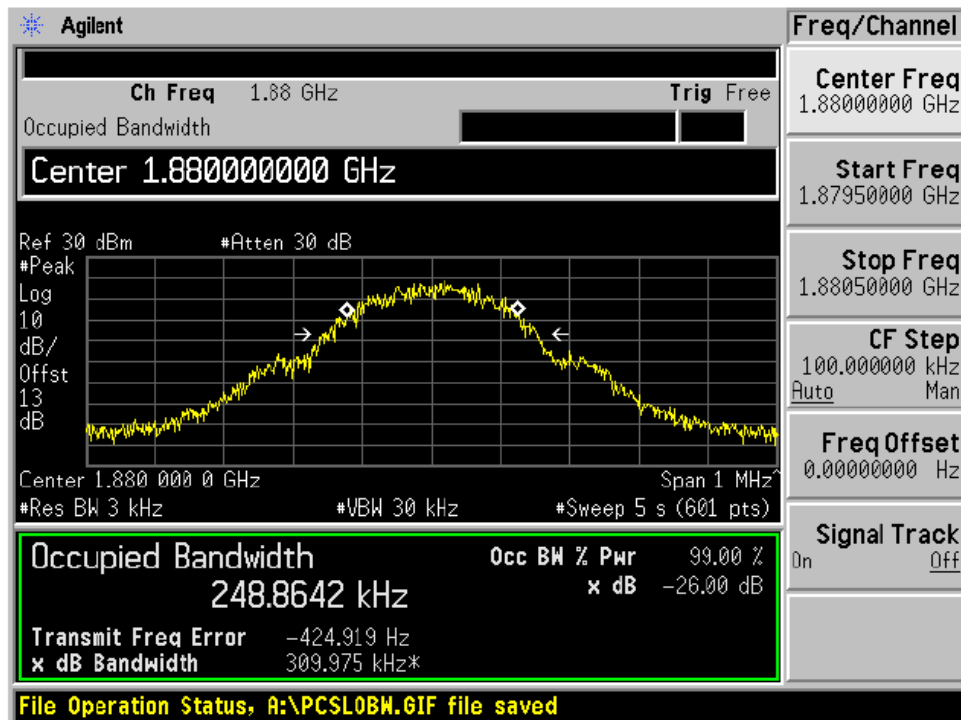 Agilent
Freq/Channel
Ch Freq 1.88 GHz Trig Free
Occupied Bandwidth
Center 1.880000000 GHz
Ref 30 dBm #Atten 30 dB
#Peak
Log
10
dB/
Offst
13
dB
Center 1.880 000 0 GHz Span 1 MHz^
#Res BW 3 kHz #VBW 30 kHz #Sweep 5 s (601 pts)
Occupied Bandwidth
248.8642 kHz
Occ BW % Pwr 99.00 %
x dB -26.00 dB
Transmit Freq Error -424.919 Hz
x dB Bandwidth 309.975 kHz*
File Operation Status, A:\PCSLOBW.GIF file saved
Center Freq
1.88000000 GHz
Start Freq
1.87950000 GHz
Stop Freq
1.88050000 GHz
CF Step
100.000000 kHz
Auto Man
Freq Offset
0.00000000 Hz
Signal Track
On Off